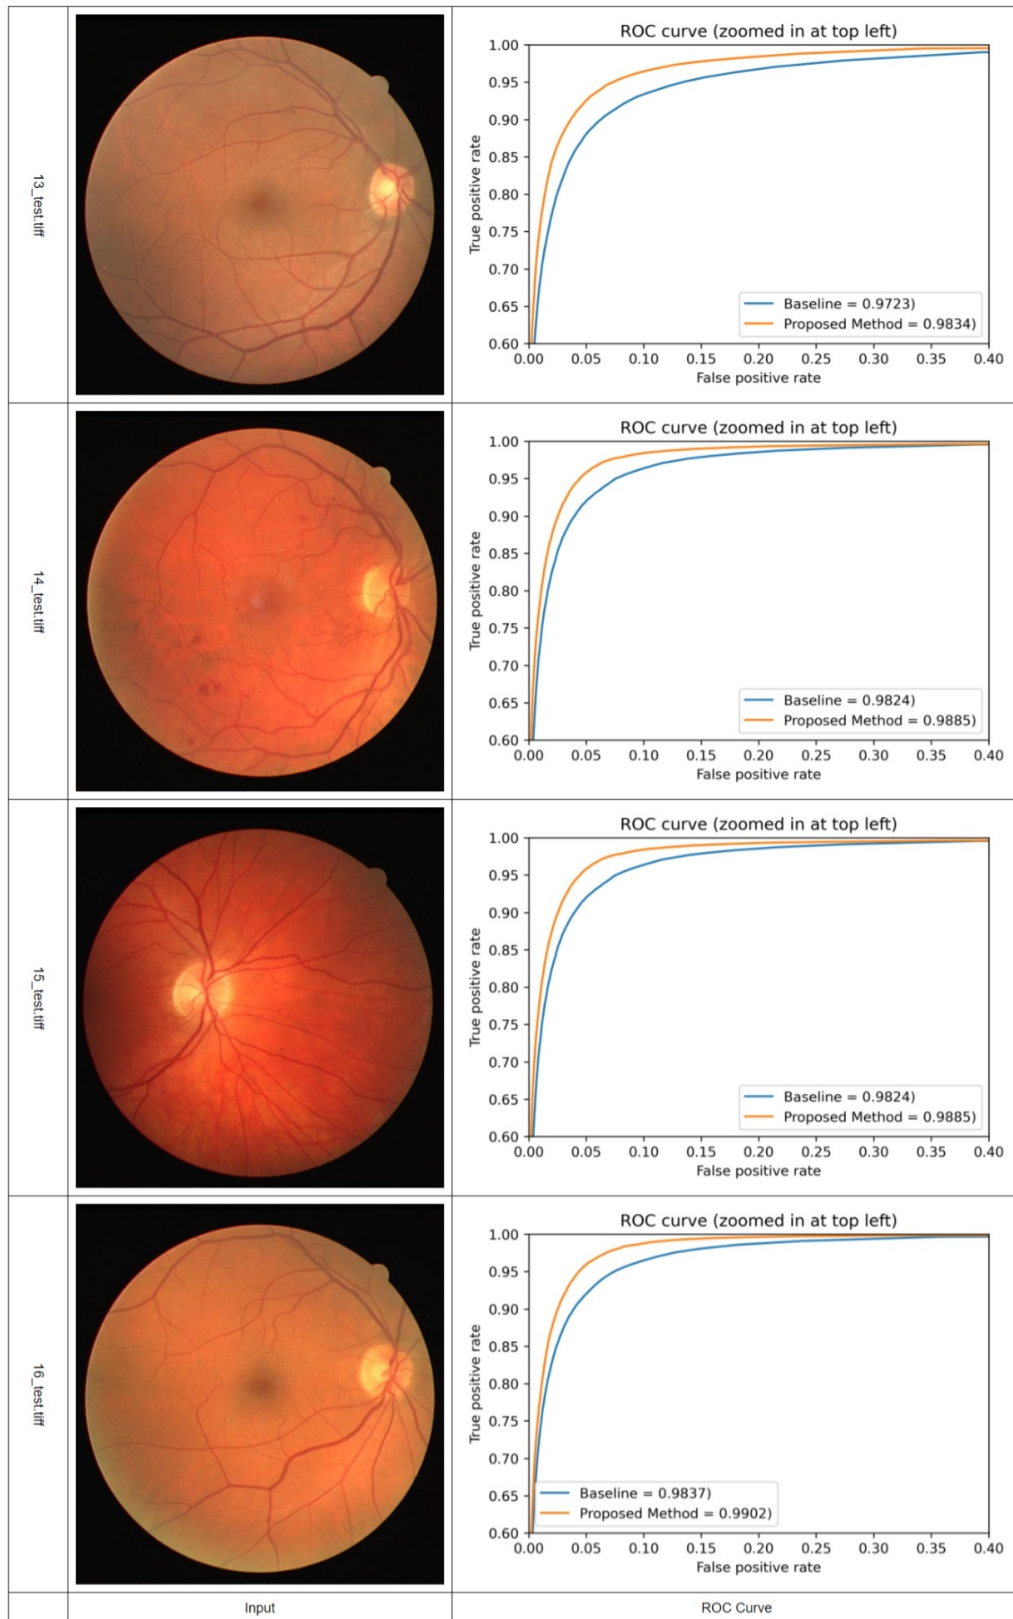 13_test.tiff
ROC curve (zoomed in at top left)
1.00
0.95
0.90
0.85
0.80
0.75
0.70
0.65
0.60
True positive rate
Baseline = 0.9723)
Proposed Method = 0.9834)
0.00 0.05 0.10 0.15 0.20 0.25 0.30 0.35 0.40
False positive rate
14_test.tiff
ROC curve (zoomed in at top left)
1.00
0.95
0.90
0.85
0.80
0.75
0.70
0.65
0.60
True positive rate
Baseline = 0.9824)
Proposed Method = 0.9885)
0.00 0.05 0.10 0.15 0.20 0.25 0.30 0.35 0.40
False positive rate
15_test.tiff
ROC curve (zoomed in at top left)
1.00
0.95
0.90
0.85
0.80
0.75
0.70
0.65
0.60
True positive rate
Baseline = 0.9824)
Proposed Method = 0.9885)
0.00 0.05 0.10 0.15 0.20 0.25 0.30 0.35 0.40
False positive rate
16_test.tiff
ROC curve (zoomed in at top left)
1.00
0.95
0.90
0.85
0.80
0.75
0.70
0.65
0.60
True positive rate
Baseline = 0.9837)
Proposed Method = 0.9902)
0.00 0.05 0.10 0.15 0.20 0.25 0.30 0.35 0.40
False positive rate
Input
ROC Curve